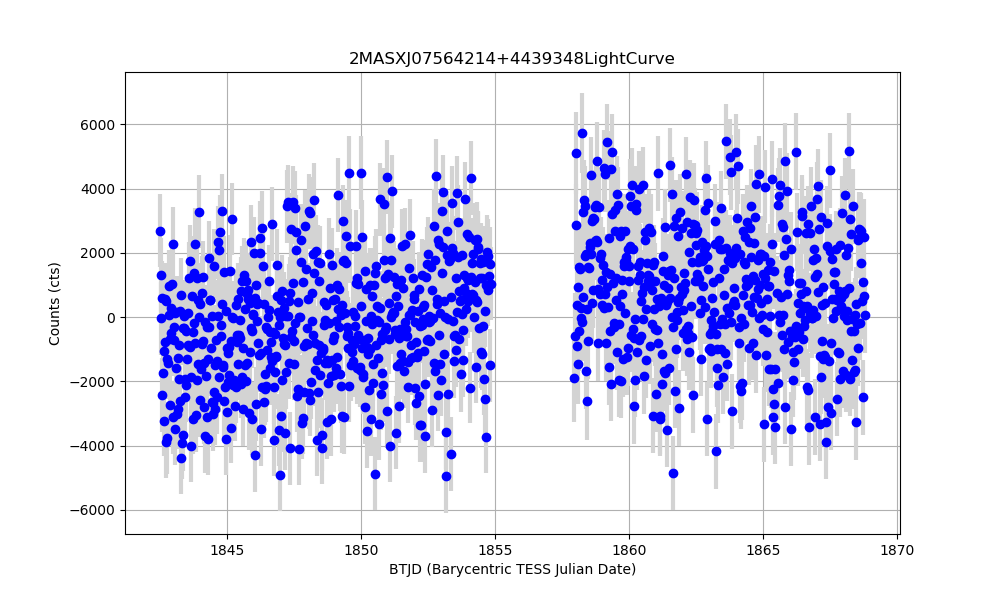 2MASXJ07564214+4439348LightCurve
6000
4000
2000
0
−2000
−4000
−6000
Counts (cts)
1845 1850 1855 1860 1865 1870
BTJD (Barycentric TESS Julian Date)